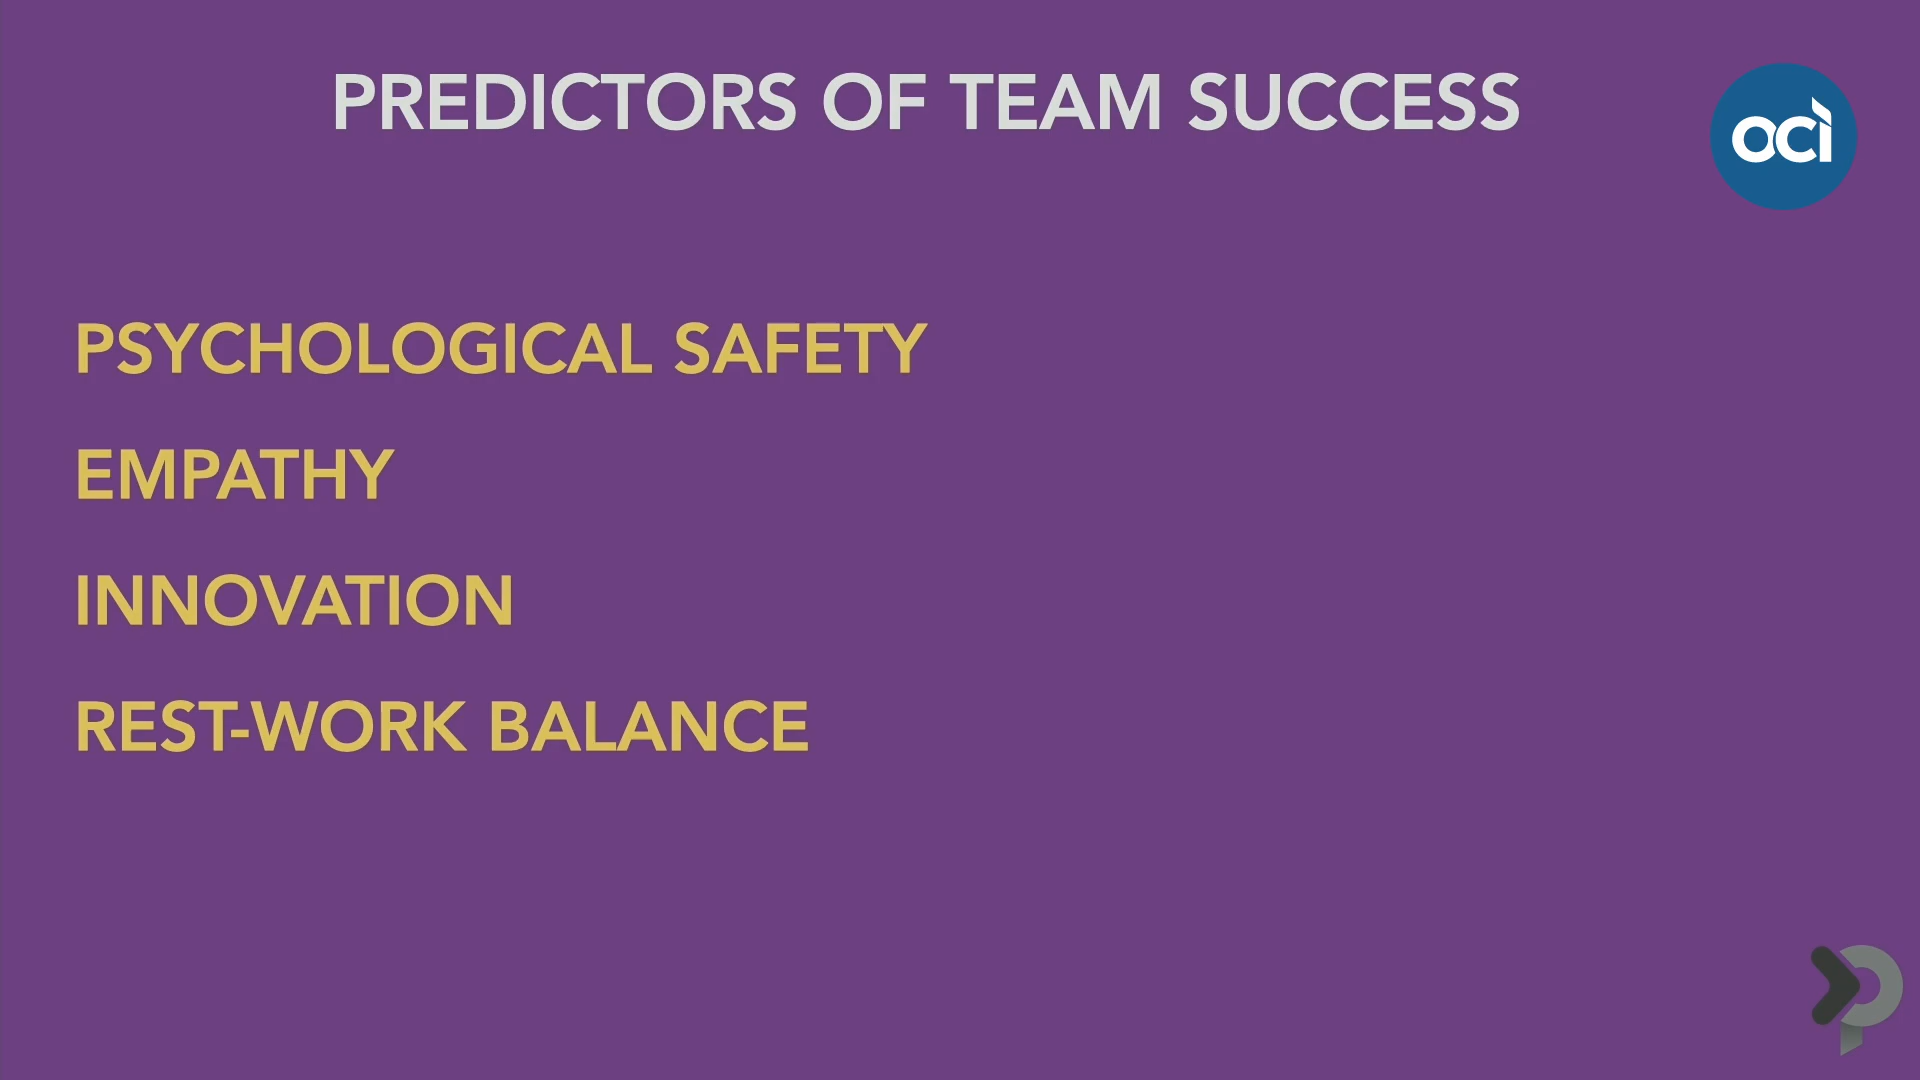 PREDICTORS OF TEAM SUCCESS
oci
PSYCHOLOGICAL SAFETY
EMPATHY
INNOVATION
REST-WORK BALANCE